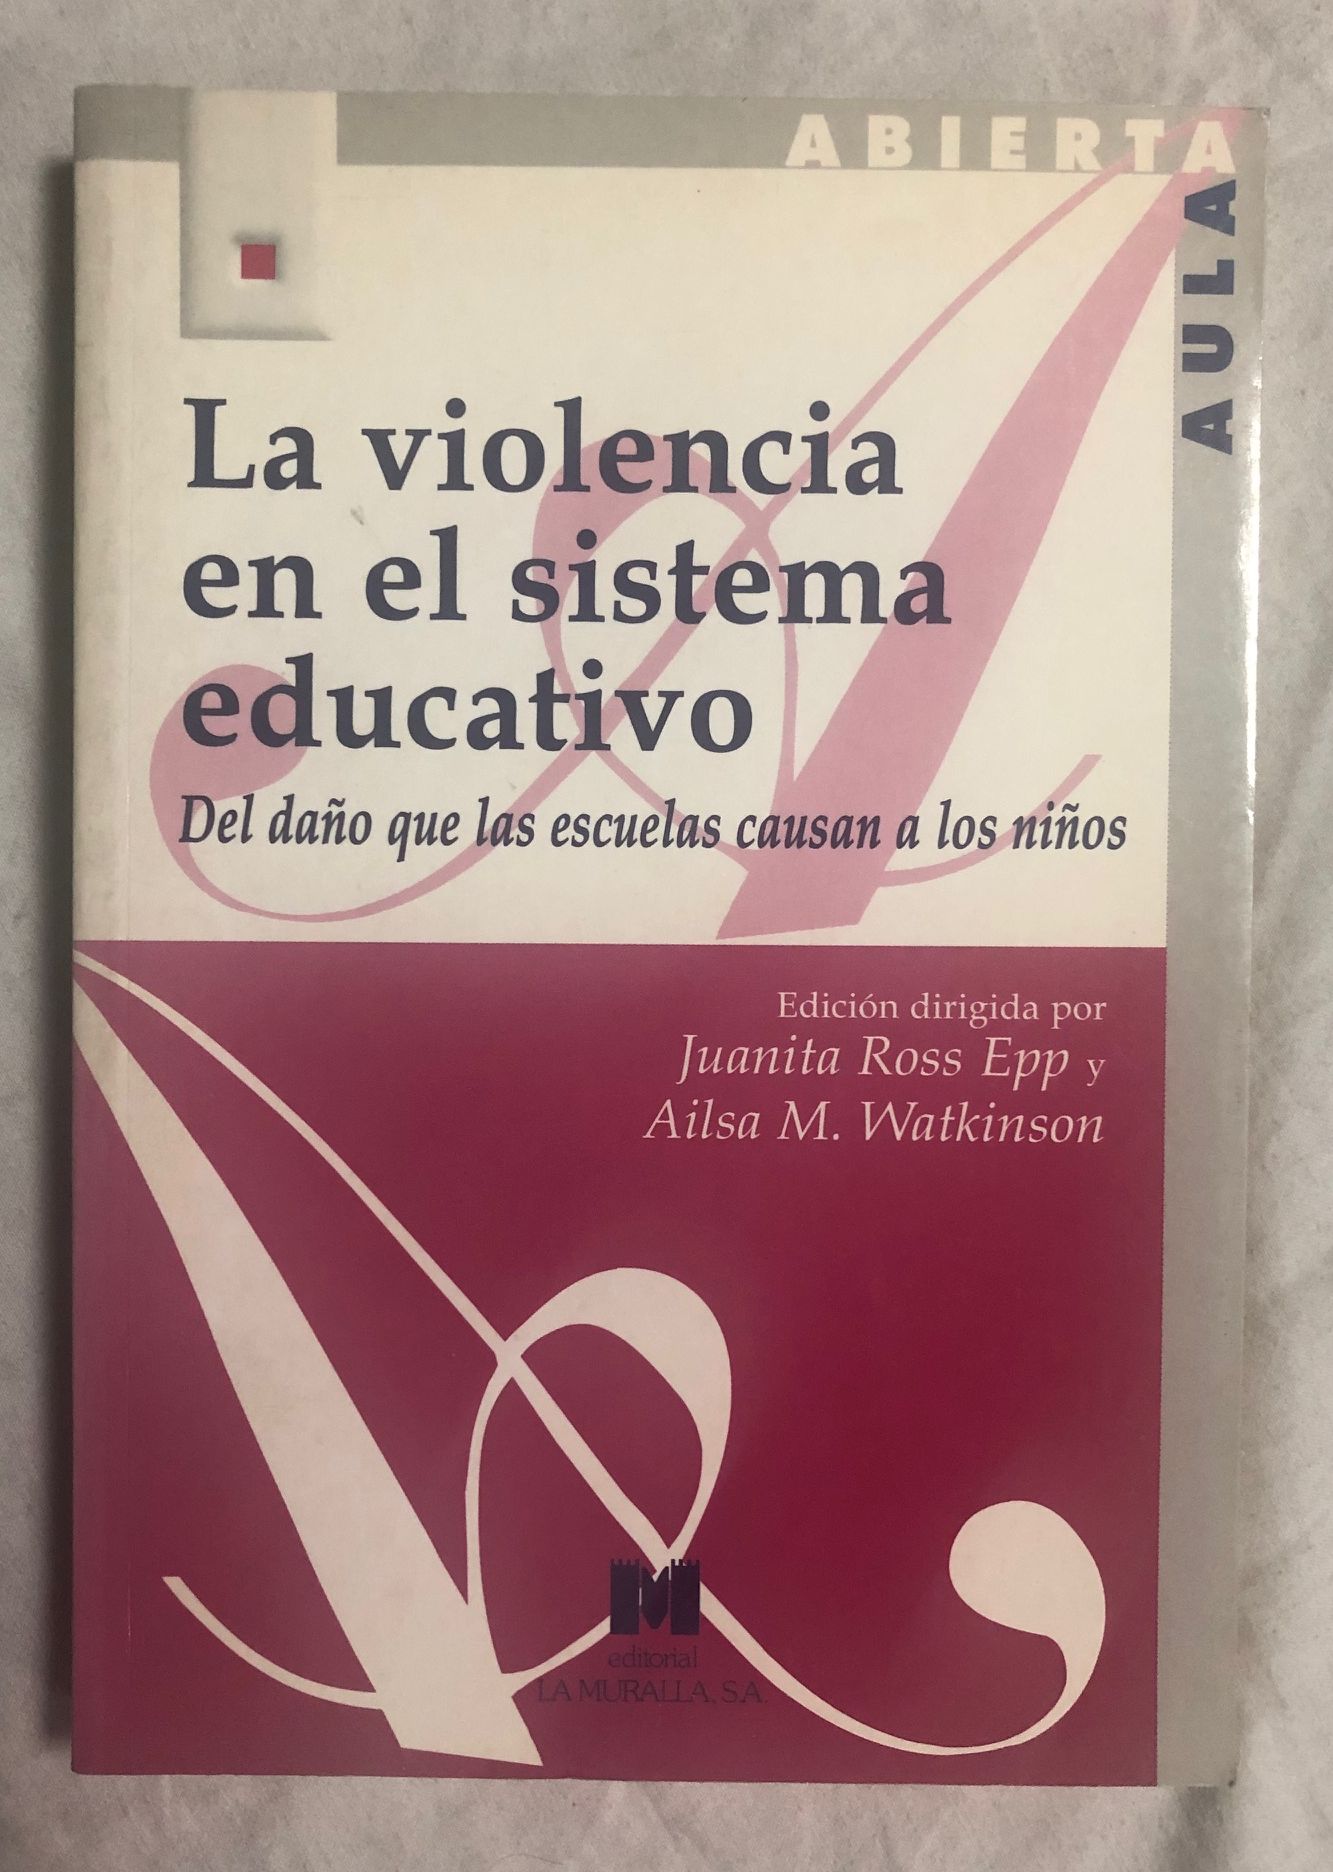 ABIERTA
AULA
La violencia
en el sistema
educativo
Del daño que las escuelas causan a los niños
Edición dirigida por
Juanita Ross Epp y
Ailsa M. Watkinson
editorial
LA MURALLA, S.A.